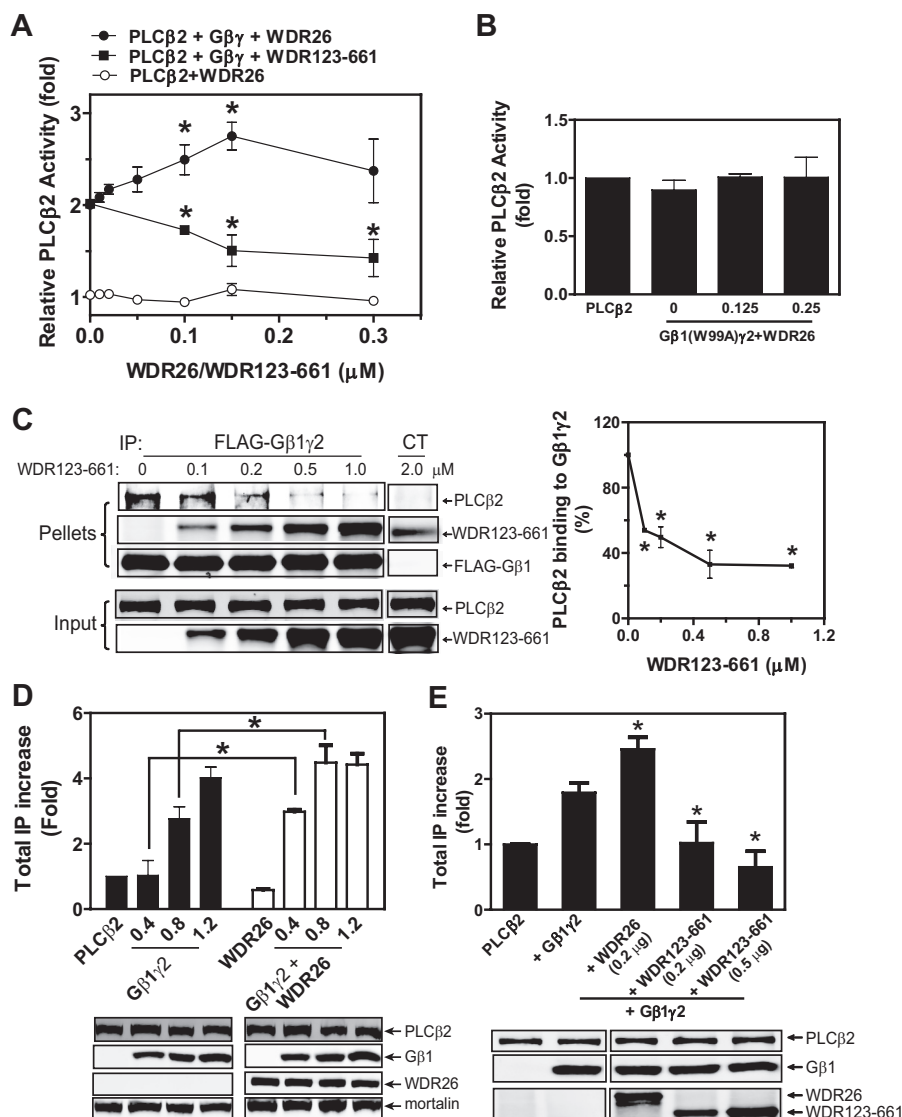 A
PLCβ2 + Gβγ + WDR26
PLCβ2 + Gβγ + WDR123-661
PLCβ2+WDR26
Relative PLCβ2 Activity (fold)
3
2
1
* *
* * *
0.0 0.1 0.2 0.3
WDR26/WDR123-661 (μM)
B
Relative PLCβ2 Activity
(fold)
1.5
1.0
0.5
0.0
PLCβ2 0 0.125 0.25
Gβ1(W99A)γ2+WDR26
C
IP: FLAG-Gβ1γ2 CT
WDR123-661: 0 0.1 0.2 0.5 1.0 2.0 μM
Pellets
←PLCβ2
←WDR123-661
←FLAG-Gβ1
Input
←PLCβ2
←WDR123-661
PLCβ2 binding to Gβ1γ2
(%)
120
80
40
0
* * * *
0.0 0.4 0.8 1.2
WDR123-661 (μM)
D
Total IP increase
(Fold)
6
4
2
0
*
*
PLCβ2 0.4 0.8 1.2 WDR26 0.4 0.8 1.2
Gβ1γ2
Gβ1γ2 +
WDR26
←PLCβ2
←Gβ1
←WDR26
←mortalin
E
Total IP increase
(fold)
3
2
1
0
* * *
PLCβ2
+ Gβ1γ2
+ WDR26
(0.2 μg)
+ WDR123-661
(0.2 μg)
+ WDR123-661
(0.5 μg)
+ Gβ1γ2
←PLCβ2
←Gβ1
←WDR26
←WDR123-661